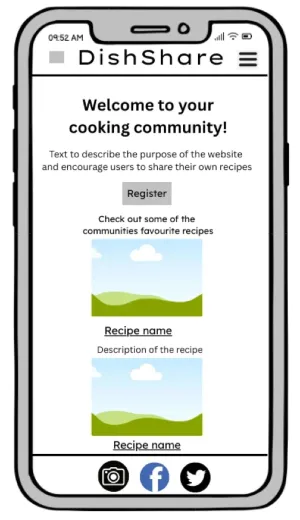 09:52 AM
DishShare
Welcome to your
cooking community!
Text to describe the purpose of the website
and encourage users to share their own recipes
Register
Check out some of the
communities favourite recipes
Recipe name
Description of the recipe
Recipe name